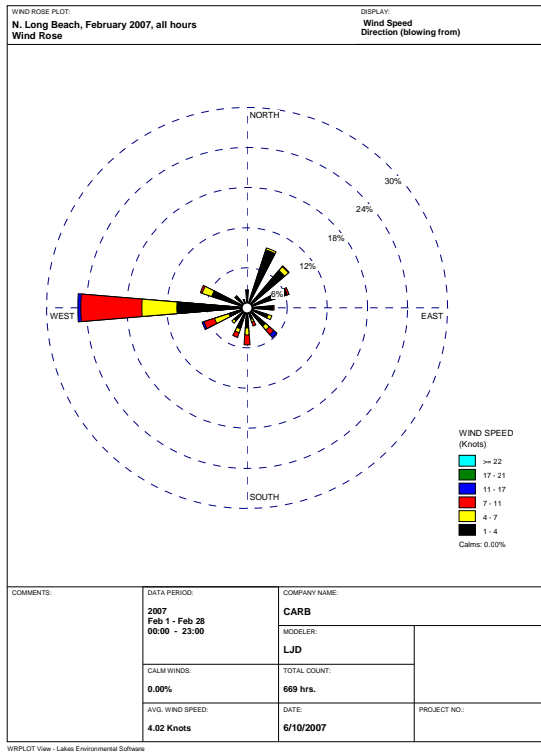 WIND ROSE PLOT:
N. Long Beach, February 2007, all hours
Wind Rose
DISPLAY:
Wind Speed
Direction (blowing from)
NORTH
30%
24%
18%
12%
6%
WEST
EAST
SOUTH
WIND SPEED
(Knots)
>= 22
17 - 21
11 - 17
7 - 11
4 - 7
1 - 4
Calms: 0.00%
COMMENTS:
DATA PERIOD:
2007
Feb 1 - Feb 28
00:00 - 23:00
COMPANY NAME:
CARB
MODELER:
LJD
CALM WINDS:
0.00%
TOTAL COUNT:
669 hrs.
AVG. WIND SPEED:
4.02 Knots
DATE:
6/10/2007
PROJECT NO.:
WRPLOT View - Lakes Environmental Software